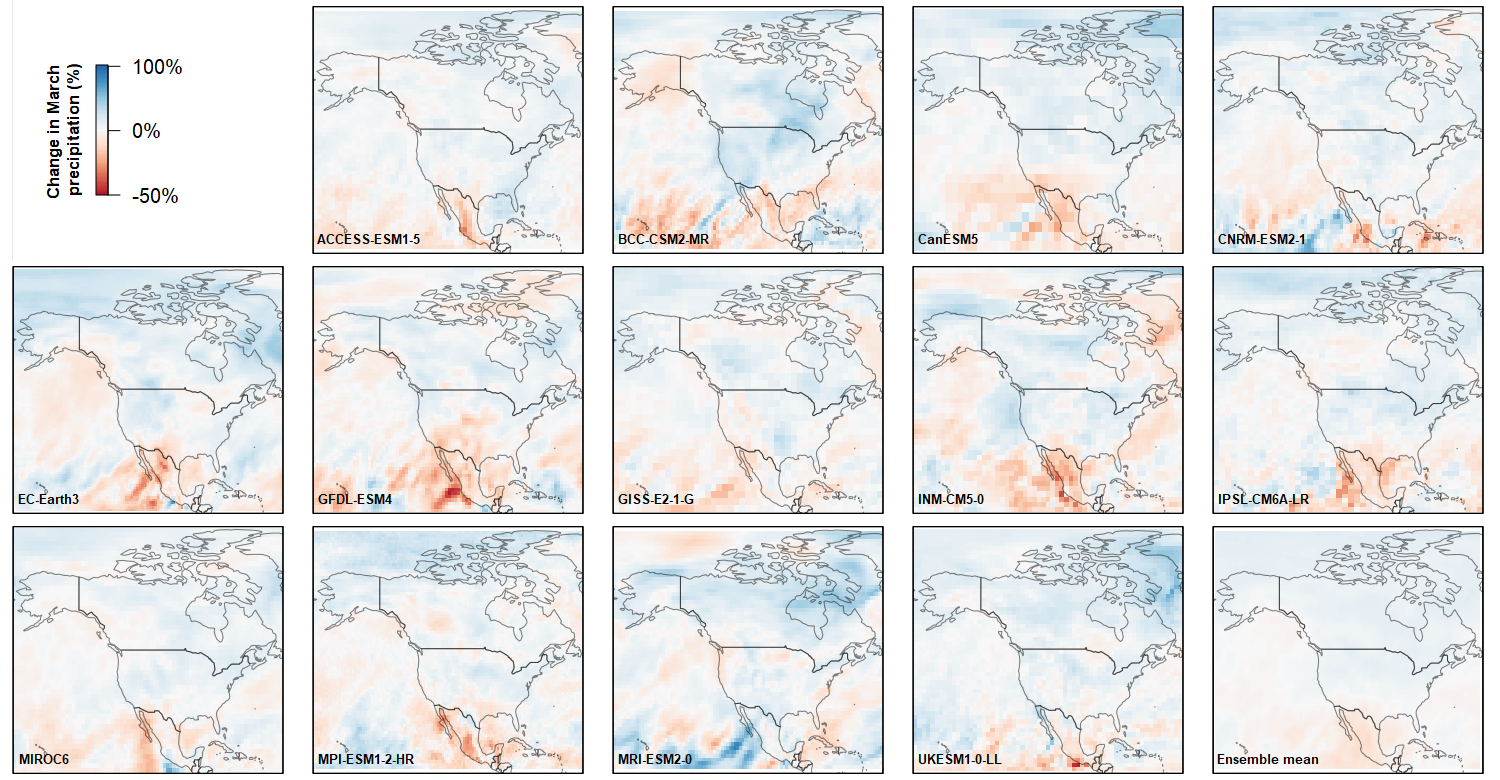 Change in March
precipitation (%)
100%
0%
-50%
ACCESS-ESM1-5
BCC-CSM2-MR
CanESM5
CNRM-ESM2-1
EC-Earth3
GFDL-ESM4
GISS-E2-1-G
INM-CM5-0
IPSL-CM6A-LR
MIROC6
MPI-ESM1-2-HR
MRI-ESM2-0
UKESM1-0-LL
Ensemble mean